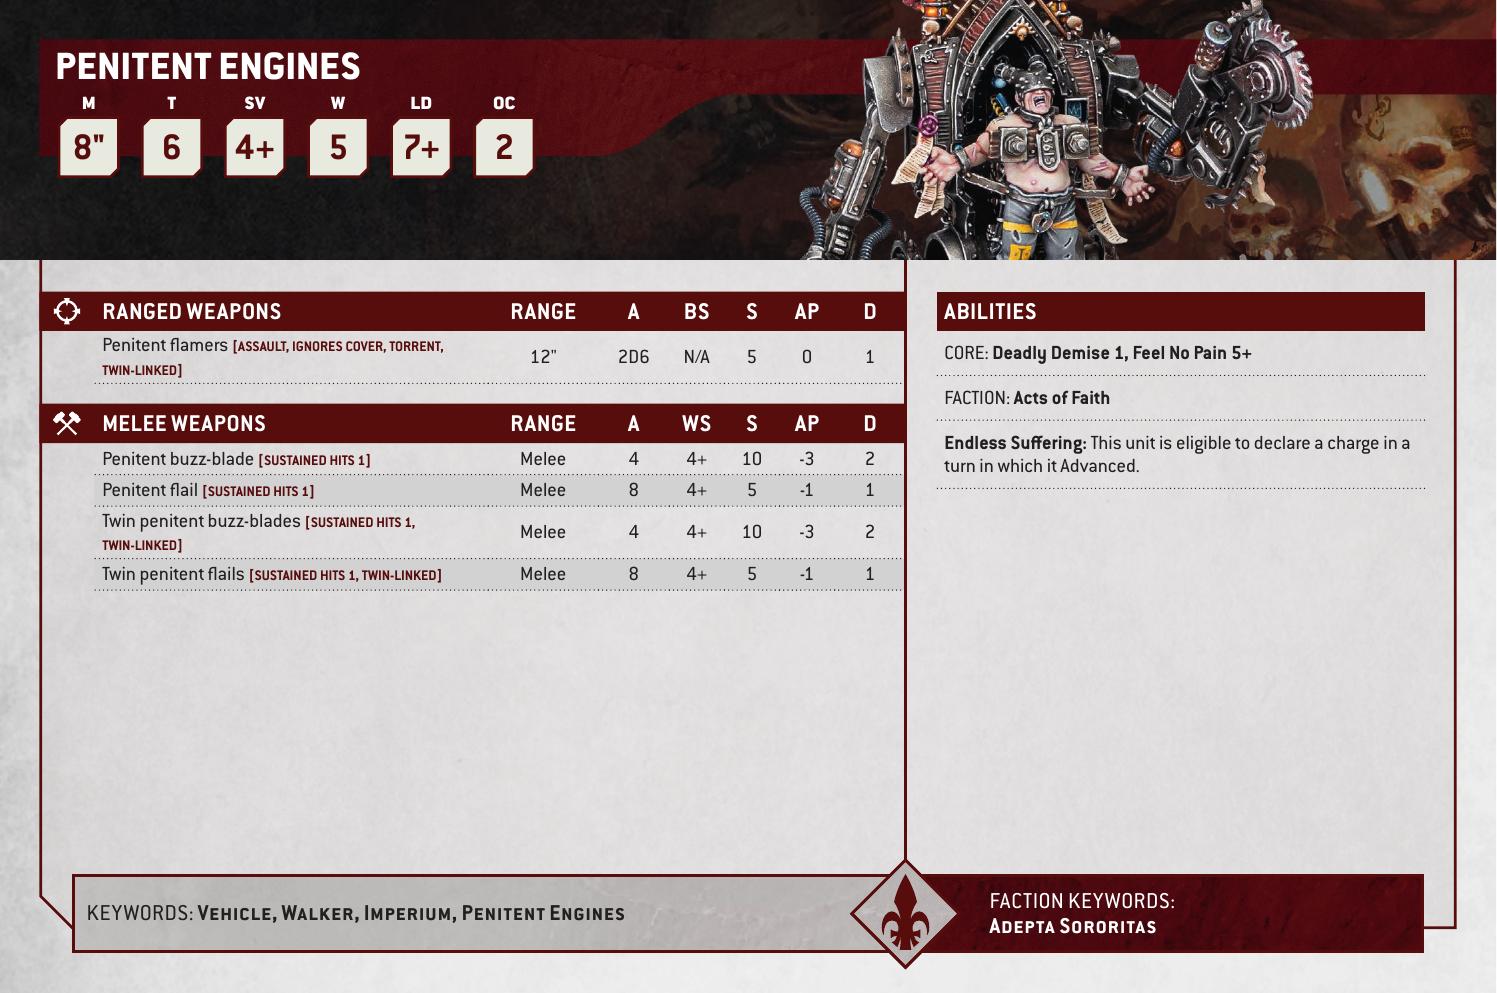 PENITENT ENGINES
M T SV W LD OC
8" 6 4+ 5 7+ 2
RANGED WEAPONS RANGE A BS S AP D
Penitent flamers [ASSAULT, IGNORES COVER, TORRENT,
TWIN-LINKED] 12" 2D6 N/A 5 0 1
MELEE WEAPONS RANGE A WS S AP D
Penitent buzz-blade [SUSTAINED HITS 1] Melee 4 4+ 10 -3 2
Penitent flail [SUSTAINED HITS 1] Melee 8 4+ 5 -1 1
Twin penitent buzz-blades [SUSTAINED HITS 1,
TWIN-LINKED] Melee 4 4+ 10 -3 2
Twin penitent flails [SUSTAINED HITS 1, TWIN-LINKED] Melee 8 4+ 5 -1 1
ABILITIES
CORE: Deadly Demise 1, Feel No Pain 5+
FACTION: Acts of Faith
Endless Suffering: This unit is eligible to declare a charge in a
turn in which it Advanced.
KEYWORDS: Vehicle, Walker, Imperium, Penitent Engines
FACTION KEYWORDS:
Adepta Sororitas